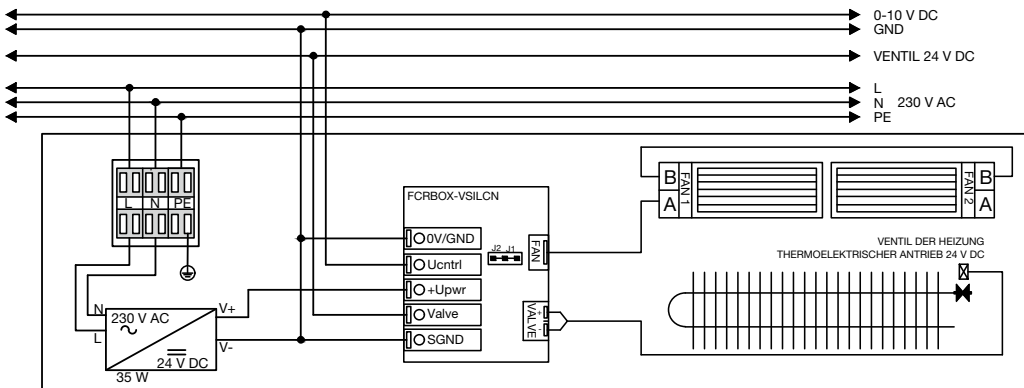 0-10 V DC
GND
VENTIL 24 V DC
L
N 230 V AC
PE
L N PE
FCRBOX-VSILCN
0V/GND
Ucntrl
+Upwr
Valve
SGND
J2 J1
FAN
VALVE
+
-
B
A
FAN 1
FAN 2
B
A
VENTIL DER HEIZUNG
THERMOELEKTRISCHER ANTRIEB 24 V DC
N
L
230 V AC
24 V DC
V+
V-
35 W